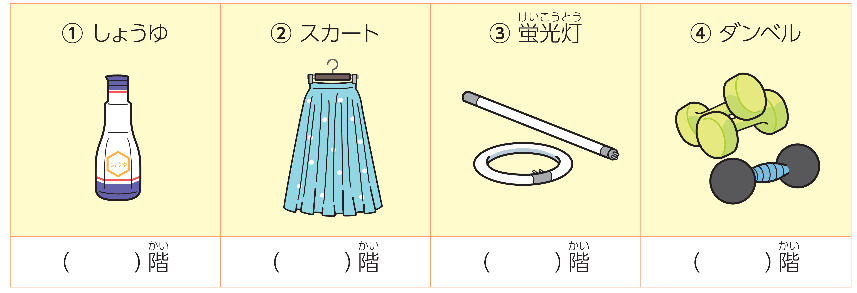 ① しょうゆ
② スカート
③ 蛍光灯
けいこうとう
④ ダンベル
( )階
かい
( )階
かい
( )階
かい
( )階
かい